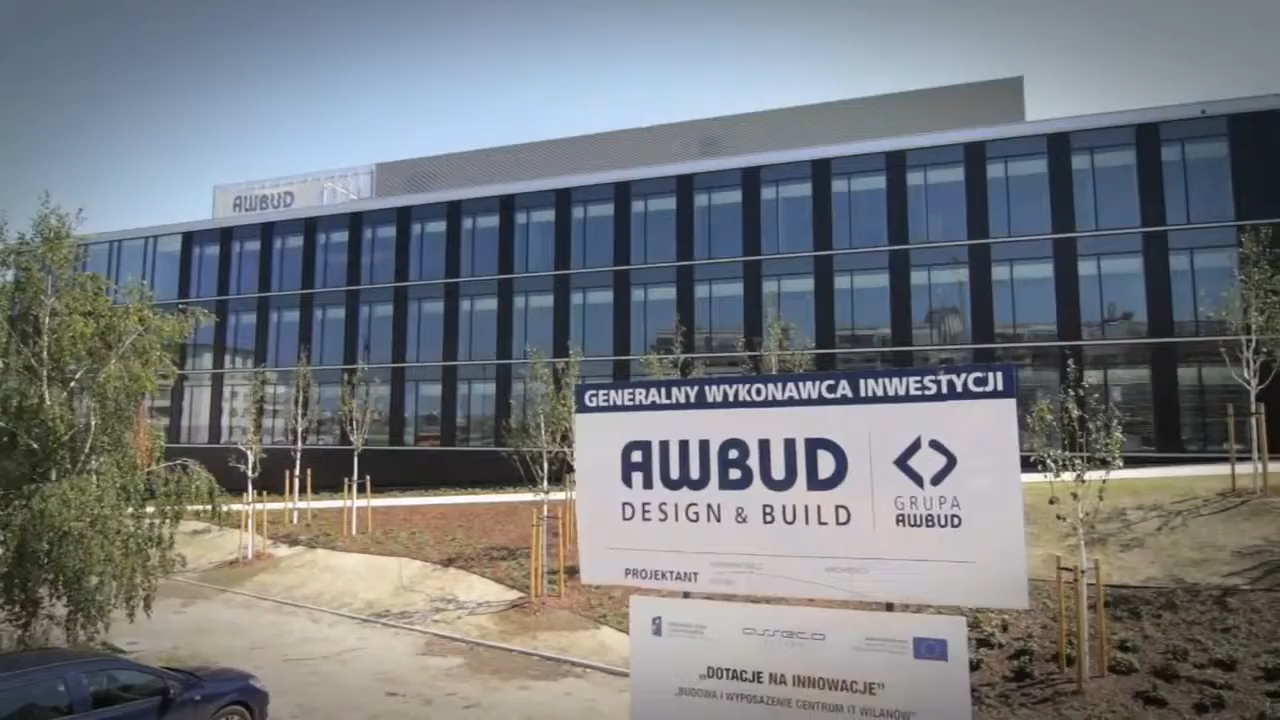 AWBUD
GENERALNY WYKONAWCA INWESTYCJI
AWBUD
DESIGN & BUILD
GRUPA
AWBUD
PROJEKTANT
asseco
„DOTACJE NA INNOWACJE”
„BUDOWA I WYPOSAŻENIE CENTRUM IT WILANÓW”